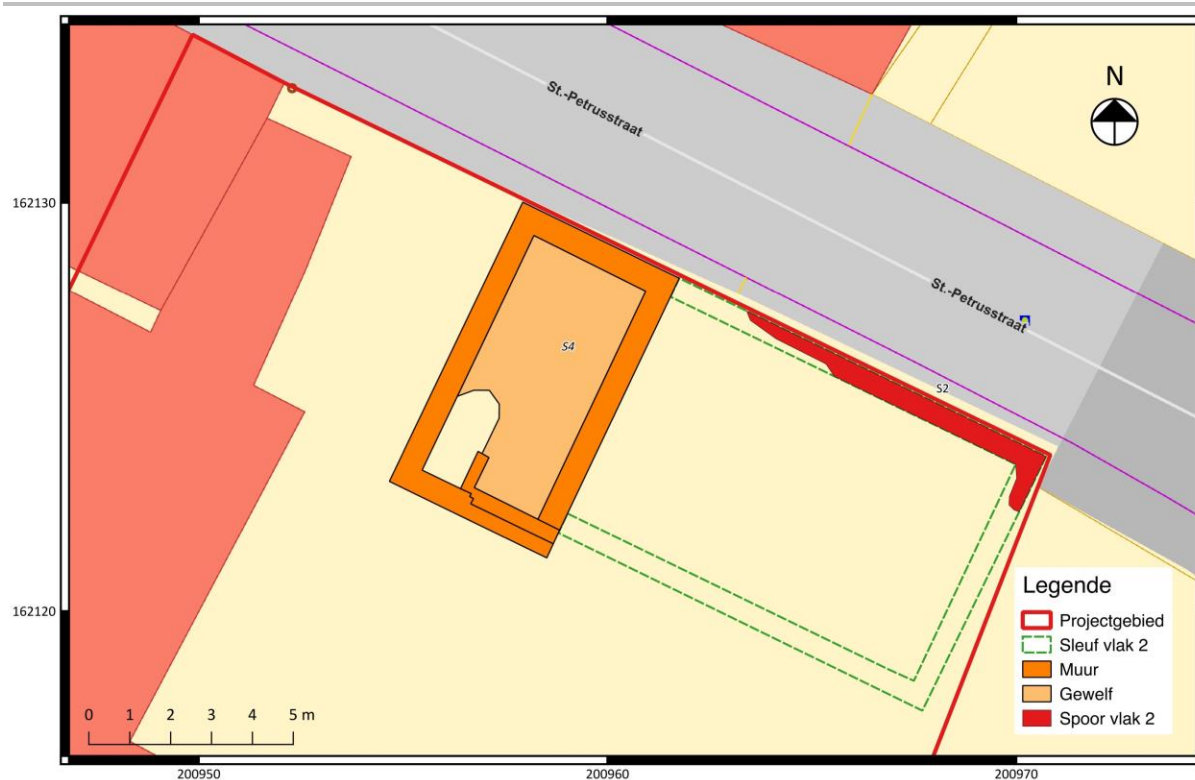 St.-Petrusstraat
N
162130
St.-Petrusstraat
S4
S2
Legende
Projectgebied
162120
Sleuf vlak 2
Muur
Gewelf
Spoor vlak 2
0 1 2 3 4 5 m
200950 200960 200970